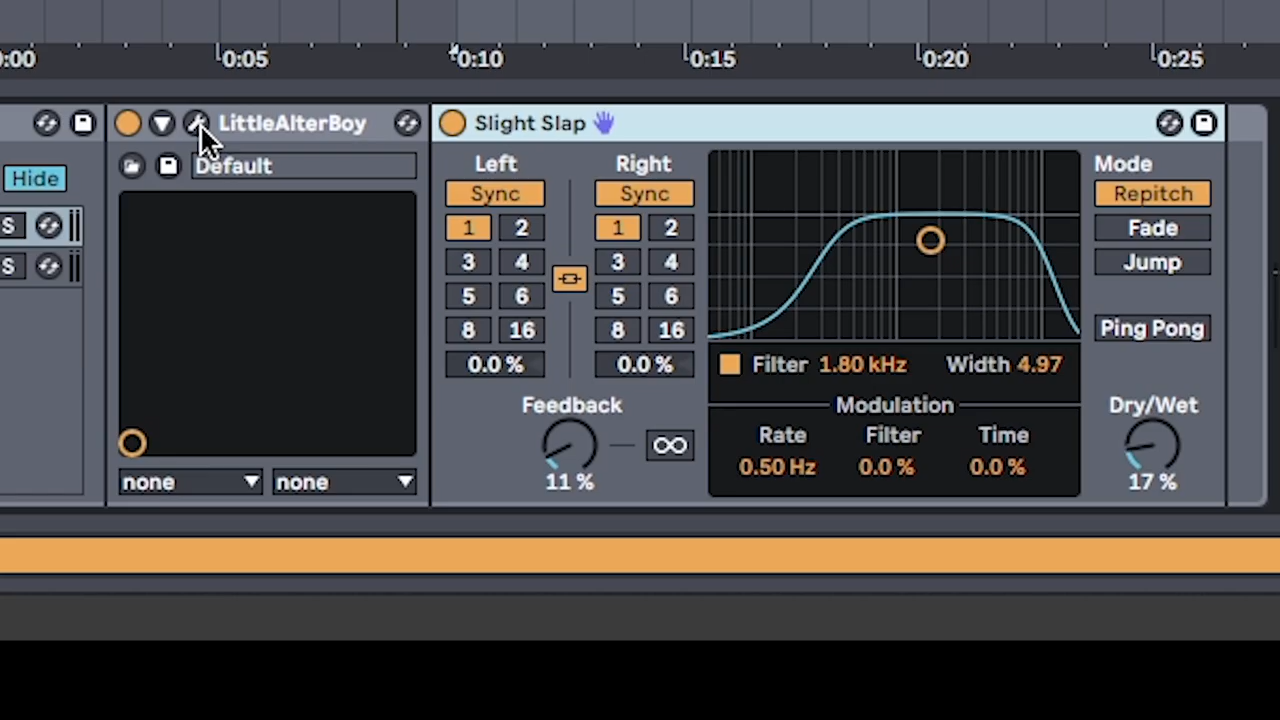 0:00 0:05 0:10 0:15 0:20 0:25
LittleAlterBoy
Slight Slap
Hide
Default
S
S
none none
Left Right
Sync Sync
1 2 1 2
3 4 3 4
5 6 5 6
8 16 8 16
0.0 % 0.0 %
Feedback
11 %
Filter 1.80 kHz Width 4.97
Modulation
Rate Filter Time
0.50 Hz 0.0 % 0.0 %
Mode
Repitch
Fade
Jump
Ping Pong
Dry/Wet
17 %